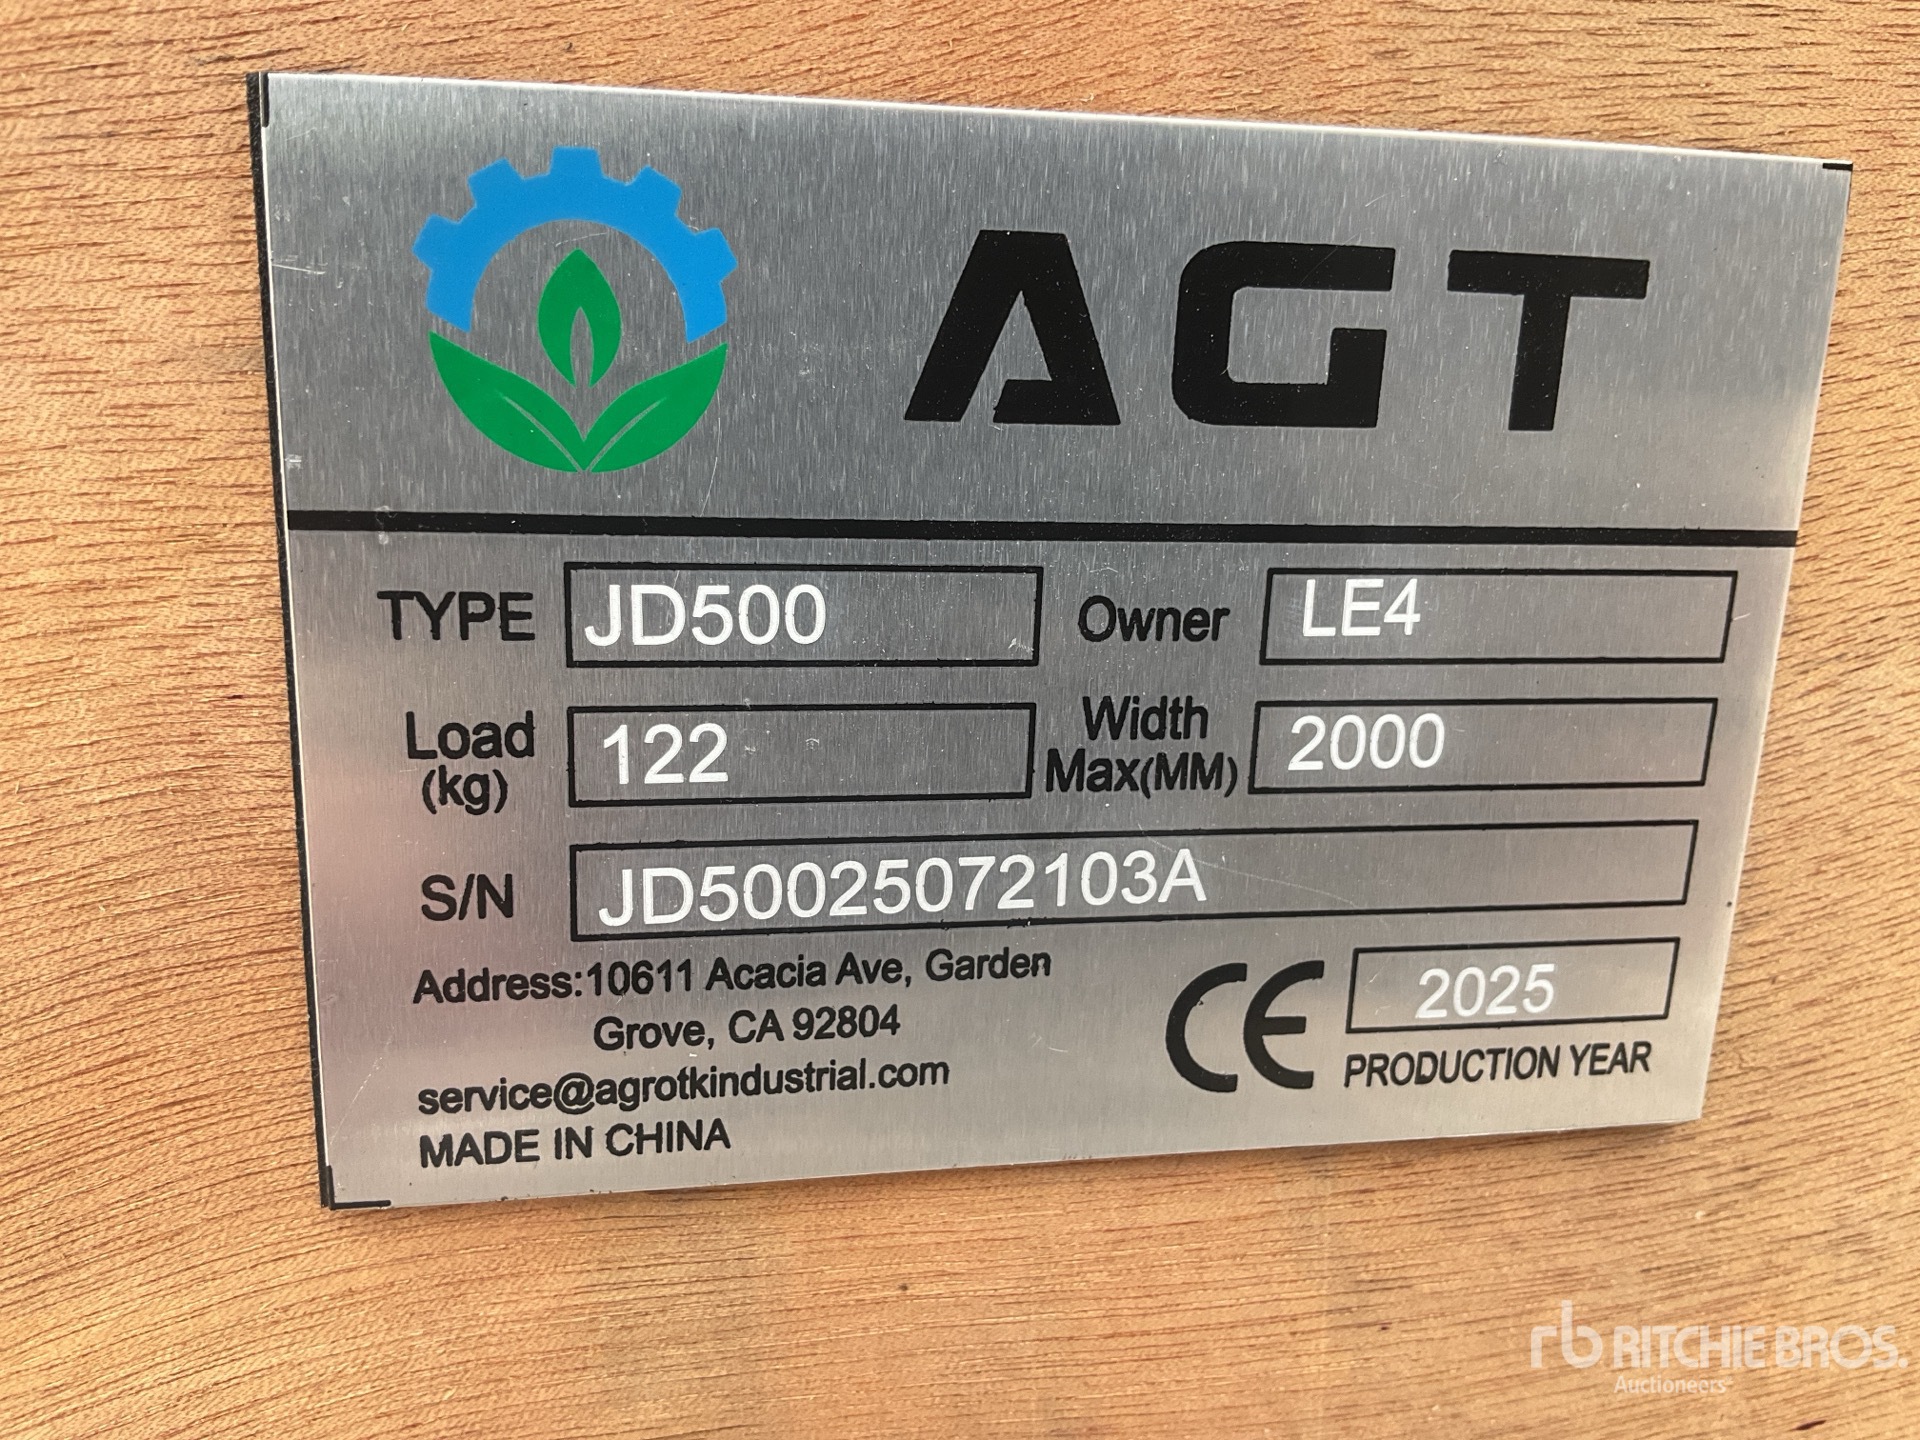 AGT
TYPE JD500 Owner LE4
Load (kg) 122 Width Max(MM) 2000
S/N JD50025072103A
Address:10611 Acacia Ave, Garden
Grove, CA 92804
service@agrotkindustrial.com
MADE IN CHINA
CE 2025
PRODUCTION YEAR
rb RITCHIE BROS.
Auctioneers